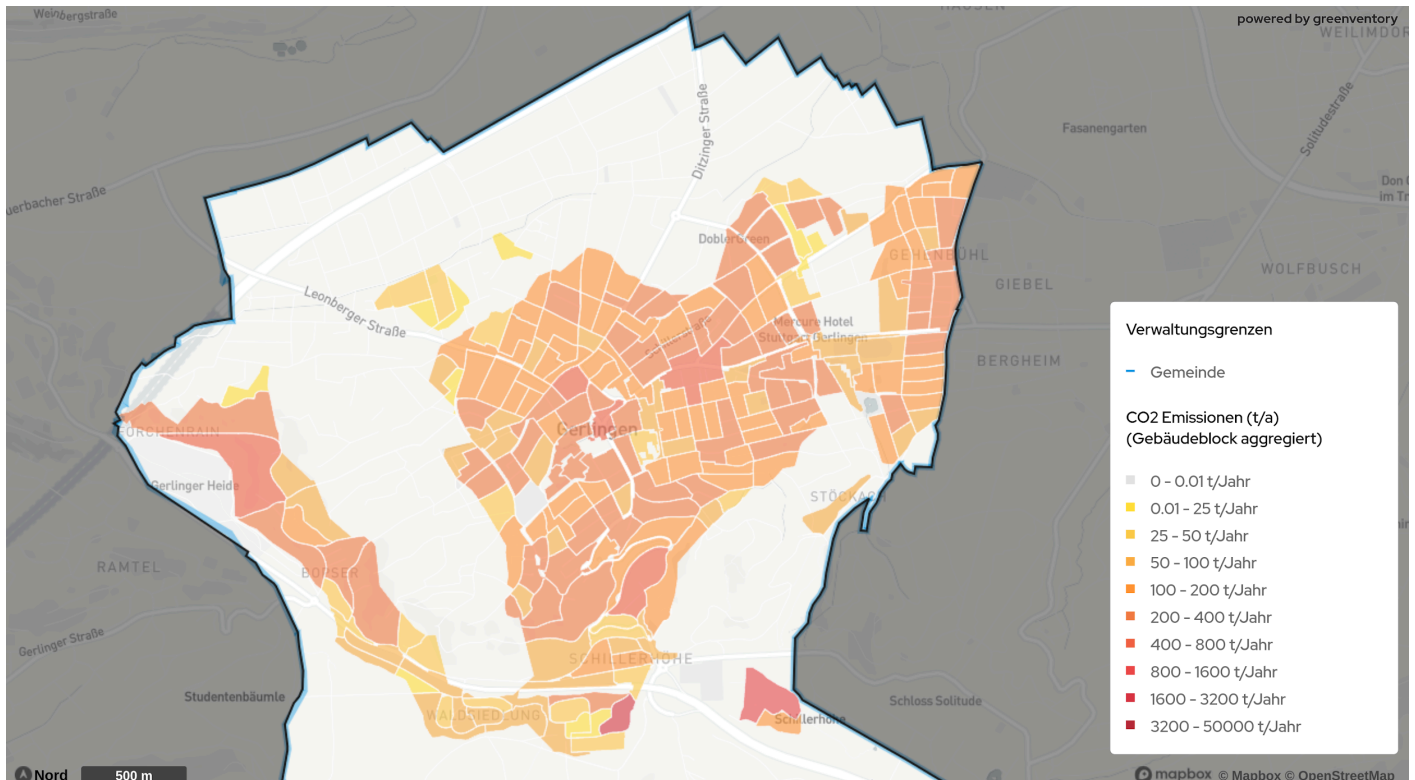 Weinbergstraße
HAUSEN
powered by greenventory
WEILIMDOR
Ditzinger Straße
Solitudestraße
Fasanengarten
uerbacher Straße
Don
im Tr
DoblerGreen
GEHENBÜHL
GIEBEL
WOLFBUSCH
Leonberger Straße
Schillerstraße
Mercure Hotel
Stuttgart Gerlingen
BERGHEIM
FORCHENRAIN
Gerlingen
Gerlinger Heide
STÖCKACH
RAMTEL
BOPSER
Gerlinger Straße
SCHILLERHÖHE
Studentenbäumle
Schloss Solitude
WALDSIEDLUNG
Schillerhöhe
Verwaltungsgrenzen
Gemeinde
CO2 Emissionen (t/a)
(Gebäudeblock aggregiert)
0 - 0.01 t/Jahr
0.01 - 25 t/Jahr
25 - 50 t/Jahr
50 - 100 t/Jahr
100 - 200 t/Jahr
200 - 400 t/Jahr
400 - 800 t/Jahr
800 - 1600 t/Jahr
1600 - 3200 t/Jahr
3200 - 50000 t/Jahr
Nord
500 m
mapbox © Mapbox © OpenStreetMap